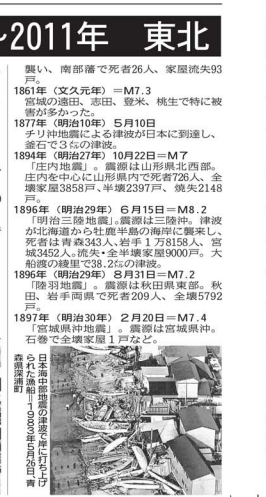 ~2011年 東北
襲い、南部藩で死者26人、家屋流失93
戸。
1861年(文久元年)=M7.3
宮城の遠田、志田、登米、桃生で特に被
害が多かった。
1877年(明治10年)5月10日
チリ沖地震による津波が日本に到達し、
釜石で3㍍の津波。
1894年(明治27年)10月22日=M7
「庄内地震」。震源は山形県北西部。
庄内を中心に山形県内で死者726人、全
壊家屋3858戸、半壊2397戸、焼失2148
戸。
1896年(明治29年)6月15日=M8.2
「明治三陸地震」。震源は三陸沖。津波
が北海道から牡鹿半島の海岸に襲来し、
死者は青森343人、岩手1万8158人、宮
城3452人。流失・全半壊家屋9000戸。大
船渡の綾里で38.2㍍の津波。
1896年(明治29年)8月31日=M7.2
「陸羽地震」。震源は秋田県東部。秋
田、岩手両県で死者209人、全壊5792
戸。
1897年(明治30年)2月20日=M7.4
「宮城県沖地震」。震源は宮城県沖。
石巻で全壊家屋1戸など。
日本海中部地震の津波で岸に打ち上げ
られた漁船=1983年5月26日、青
森県深浦町